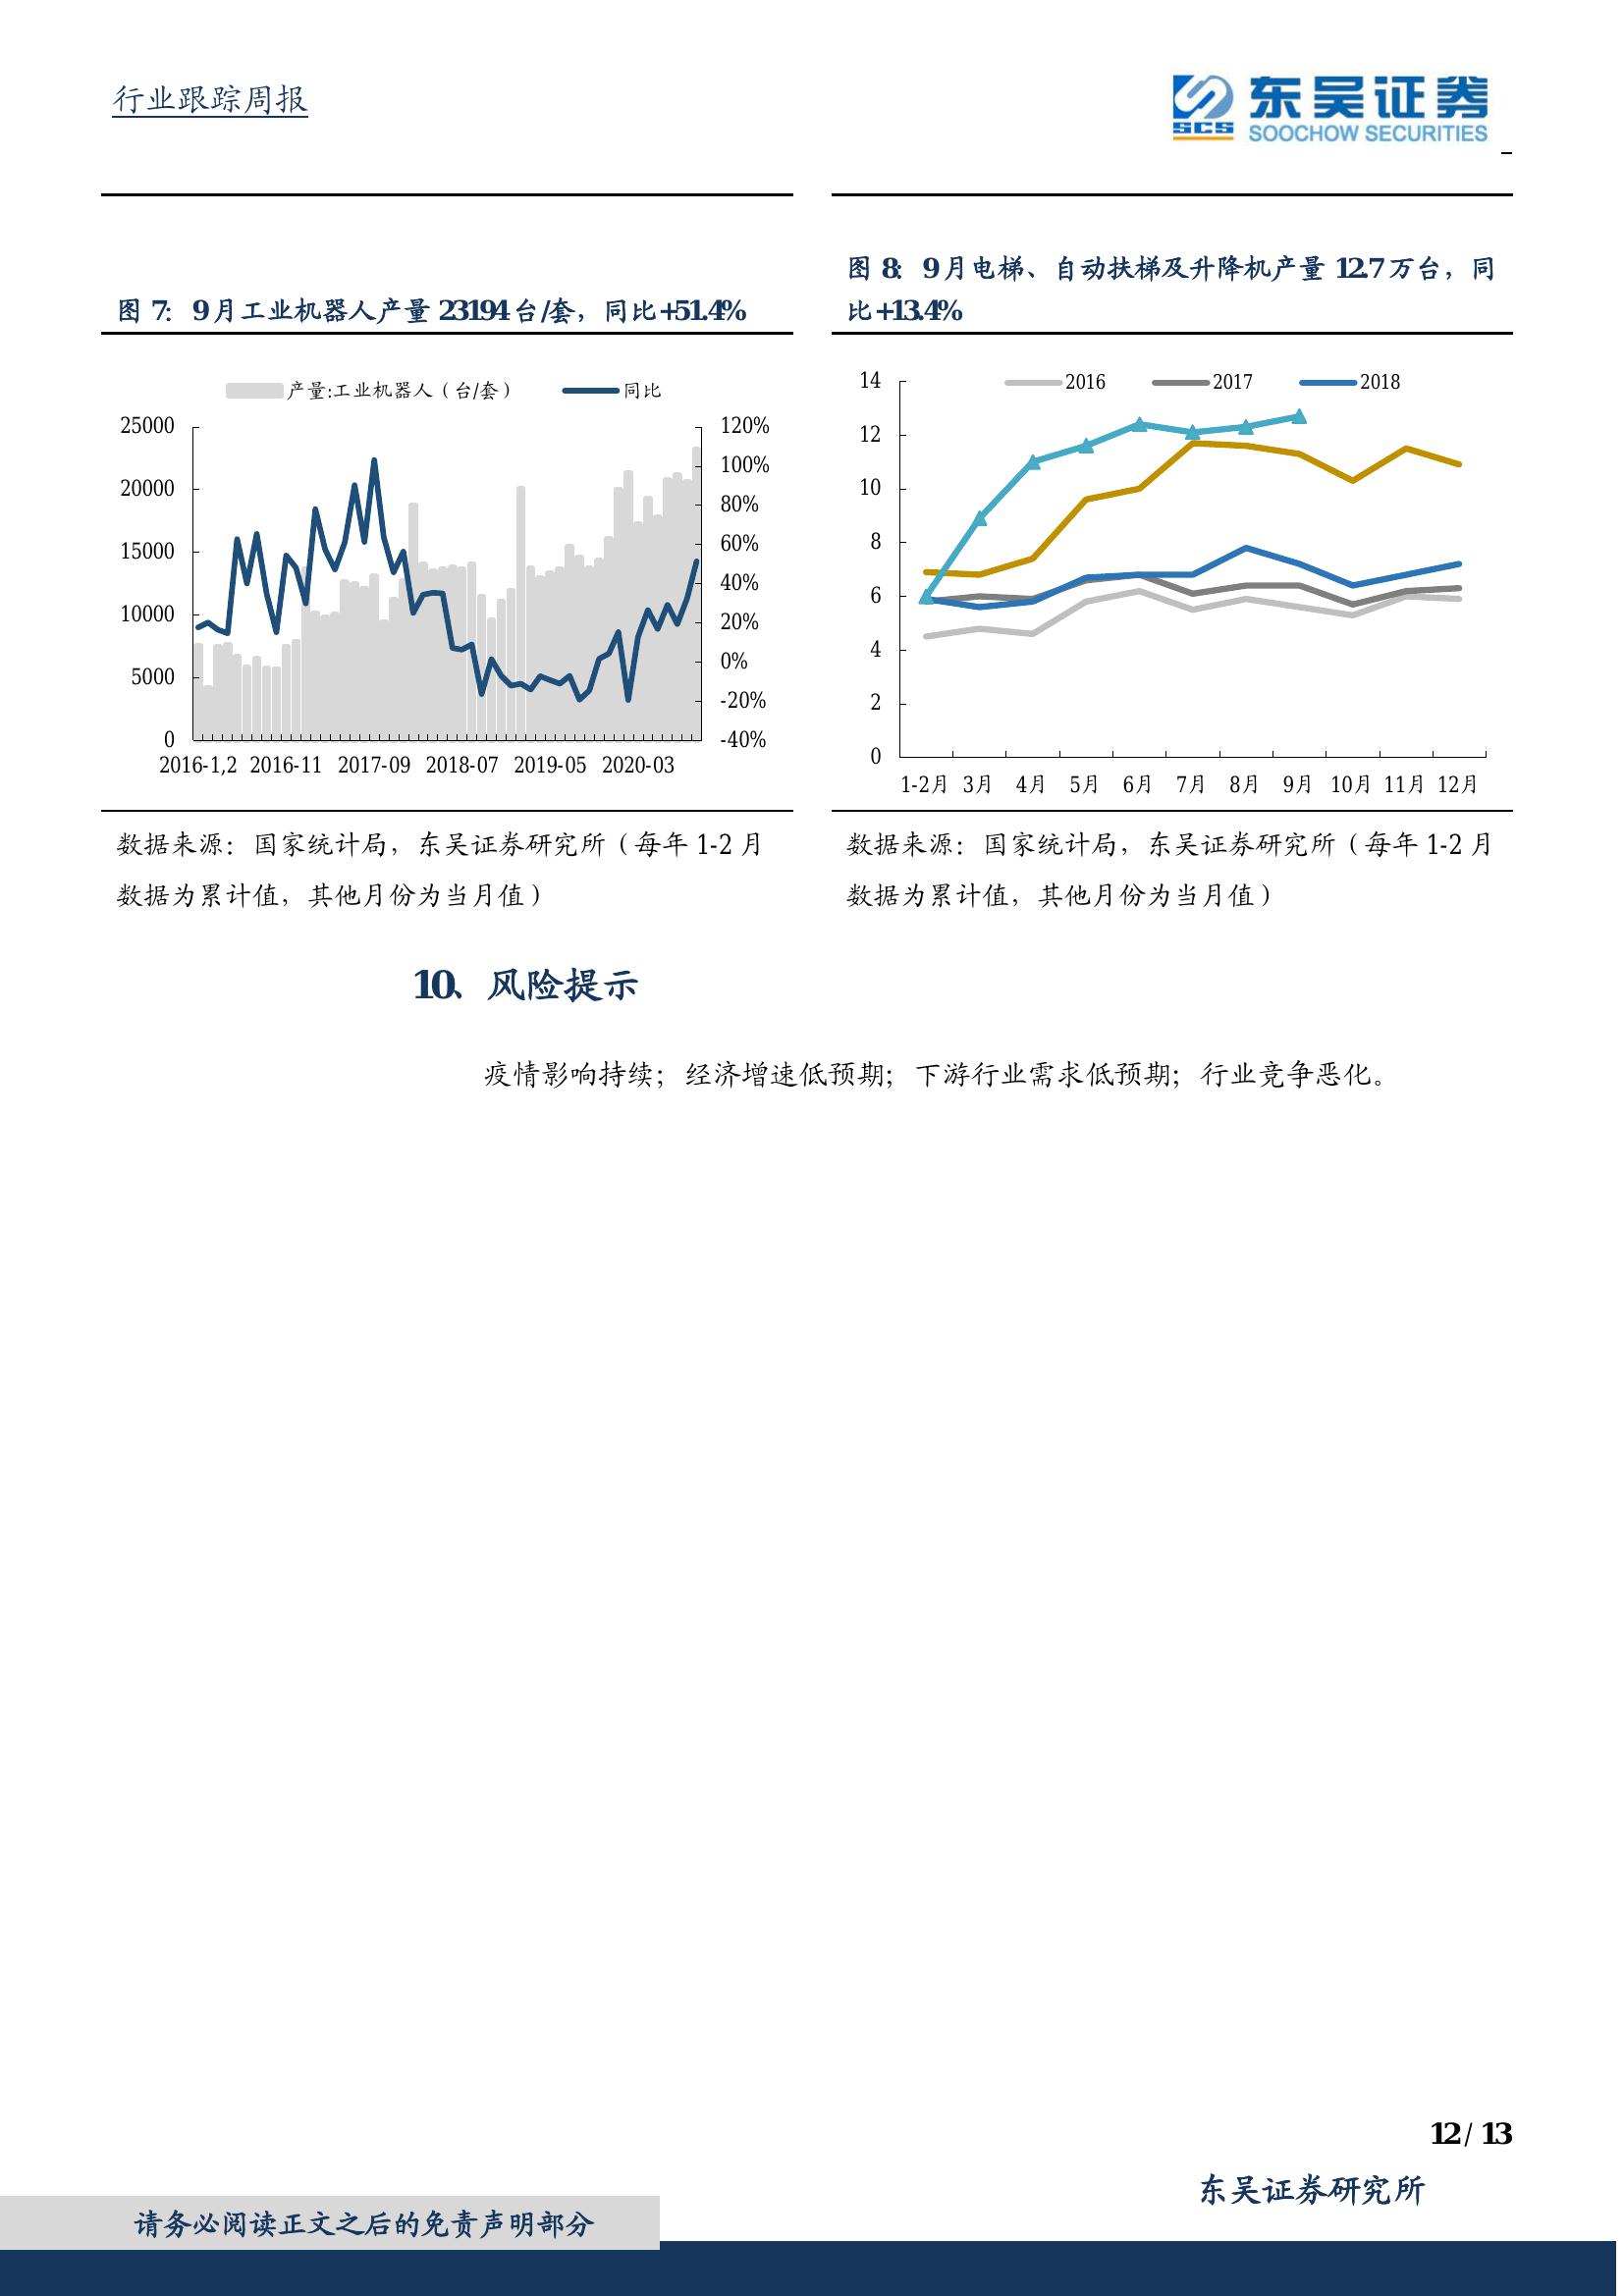 行业跟踪周报
东吴证券
SCS
SOOCHOW SECURITIES
图 7: 9月工业机器人产量 23194 台/套，同比+51.4%
产量:工业机器人（台/套）
同比
25000
20000
15000
10000
5000
0
120%
100%
80%
60%
40%
20%
0%
-20%
-40%
2016-1,2 2016-11 2017-09 2018-07 2019-05 2020-03
数据来源：国家统计局，东吴证券研究所（每年 1-2 月
数据为累计值，其他月份为当月值）
图 8: 9月电梯、自动扶梯及升降机产量 12.7 万台，同
比+13.4%
2016 2017 2018
14
12
10
8
6
4
2
0
1-2月 3月 4月 5月 6月 7月 8月 9月 10月 11月 12月
数据来源：国家统计局，东吴证券研究所（每年 1-2 月
数据为累计值，其他月份为当月值）
10、风险提示
疫情影响持续；经济增速低预期；下游行业需求低预期；行业竞争恶化。
12 / 13
东吴证券研究所
请务必阅读正文之后的免责声明部分